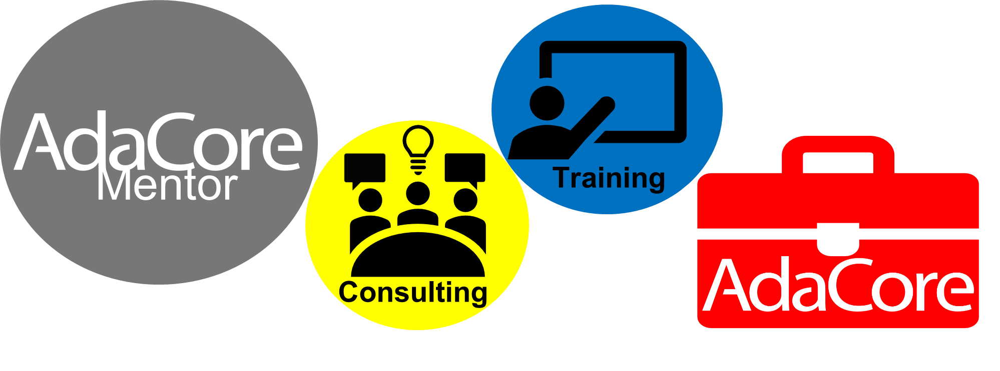 AdaCore
Mentor
Consulting
Training
AdaCore